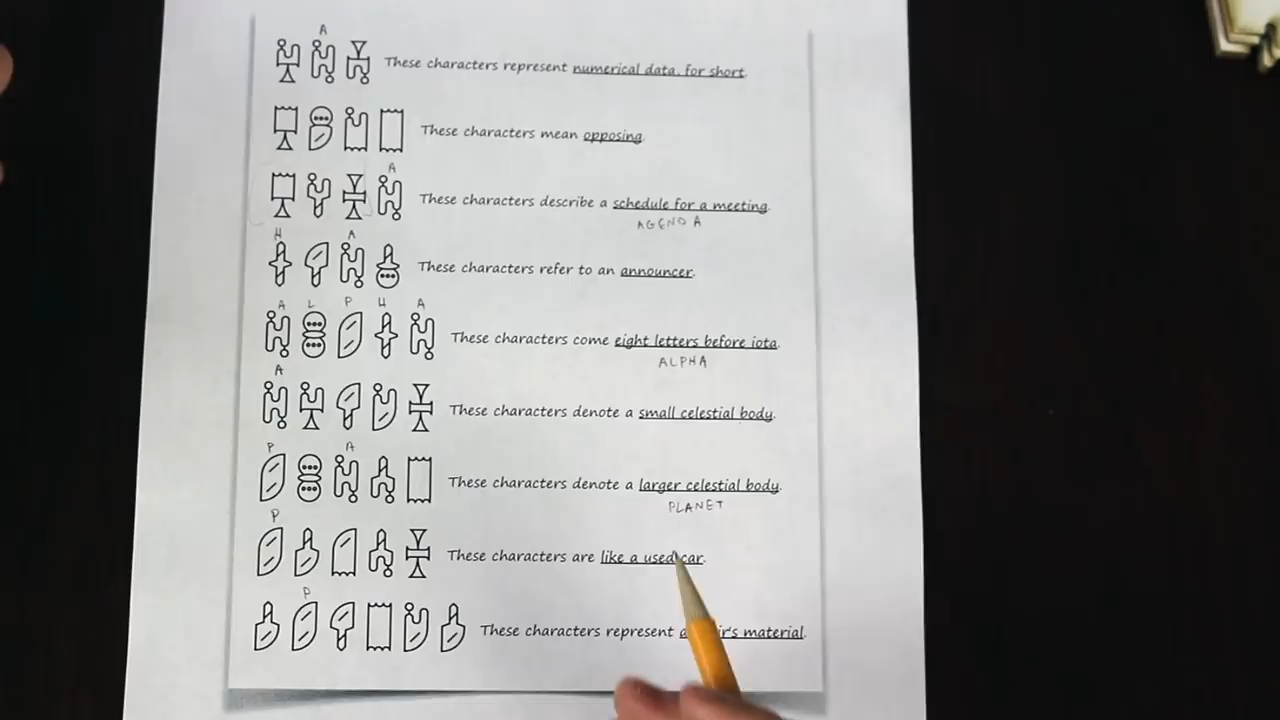 A
These characters represent numerical data, for short.
These characters mean opposing.
A
These characters describe a schedule for a meeting.
AGENDA
H A
These characters refer to an announcer.
A L P H A
These characters come eight letters before iota.
ALPHA
A
These characters denote a small celestial body.
P A
These characters denote a larger celestial body.
PLANET
P
These characters are like a used car.
P
These characters represent material.